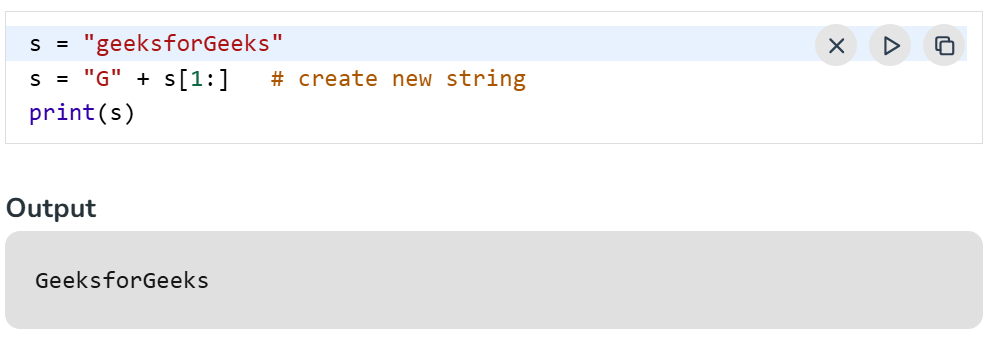 s = "geeksforGeeks"
s = "G" + s[1:]   # create new string
print(s)
Output
GeeksforGeeks